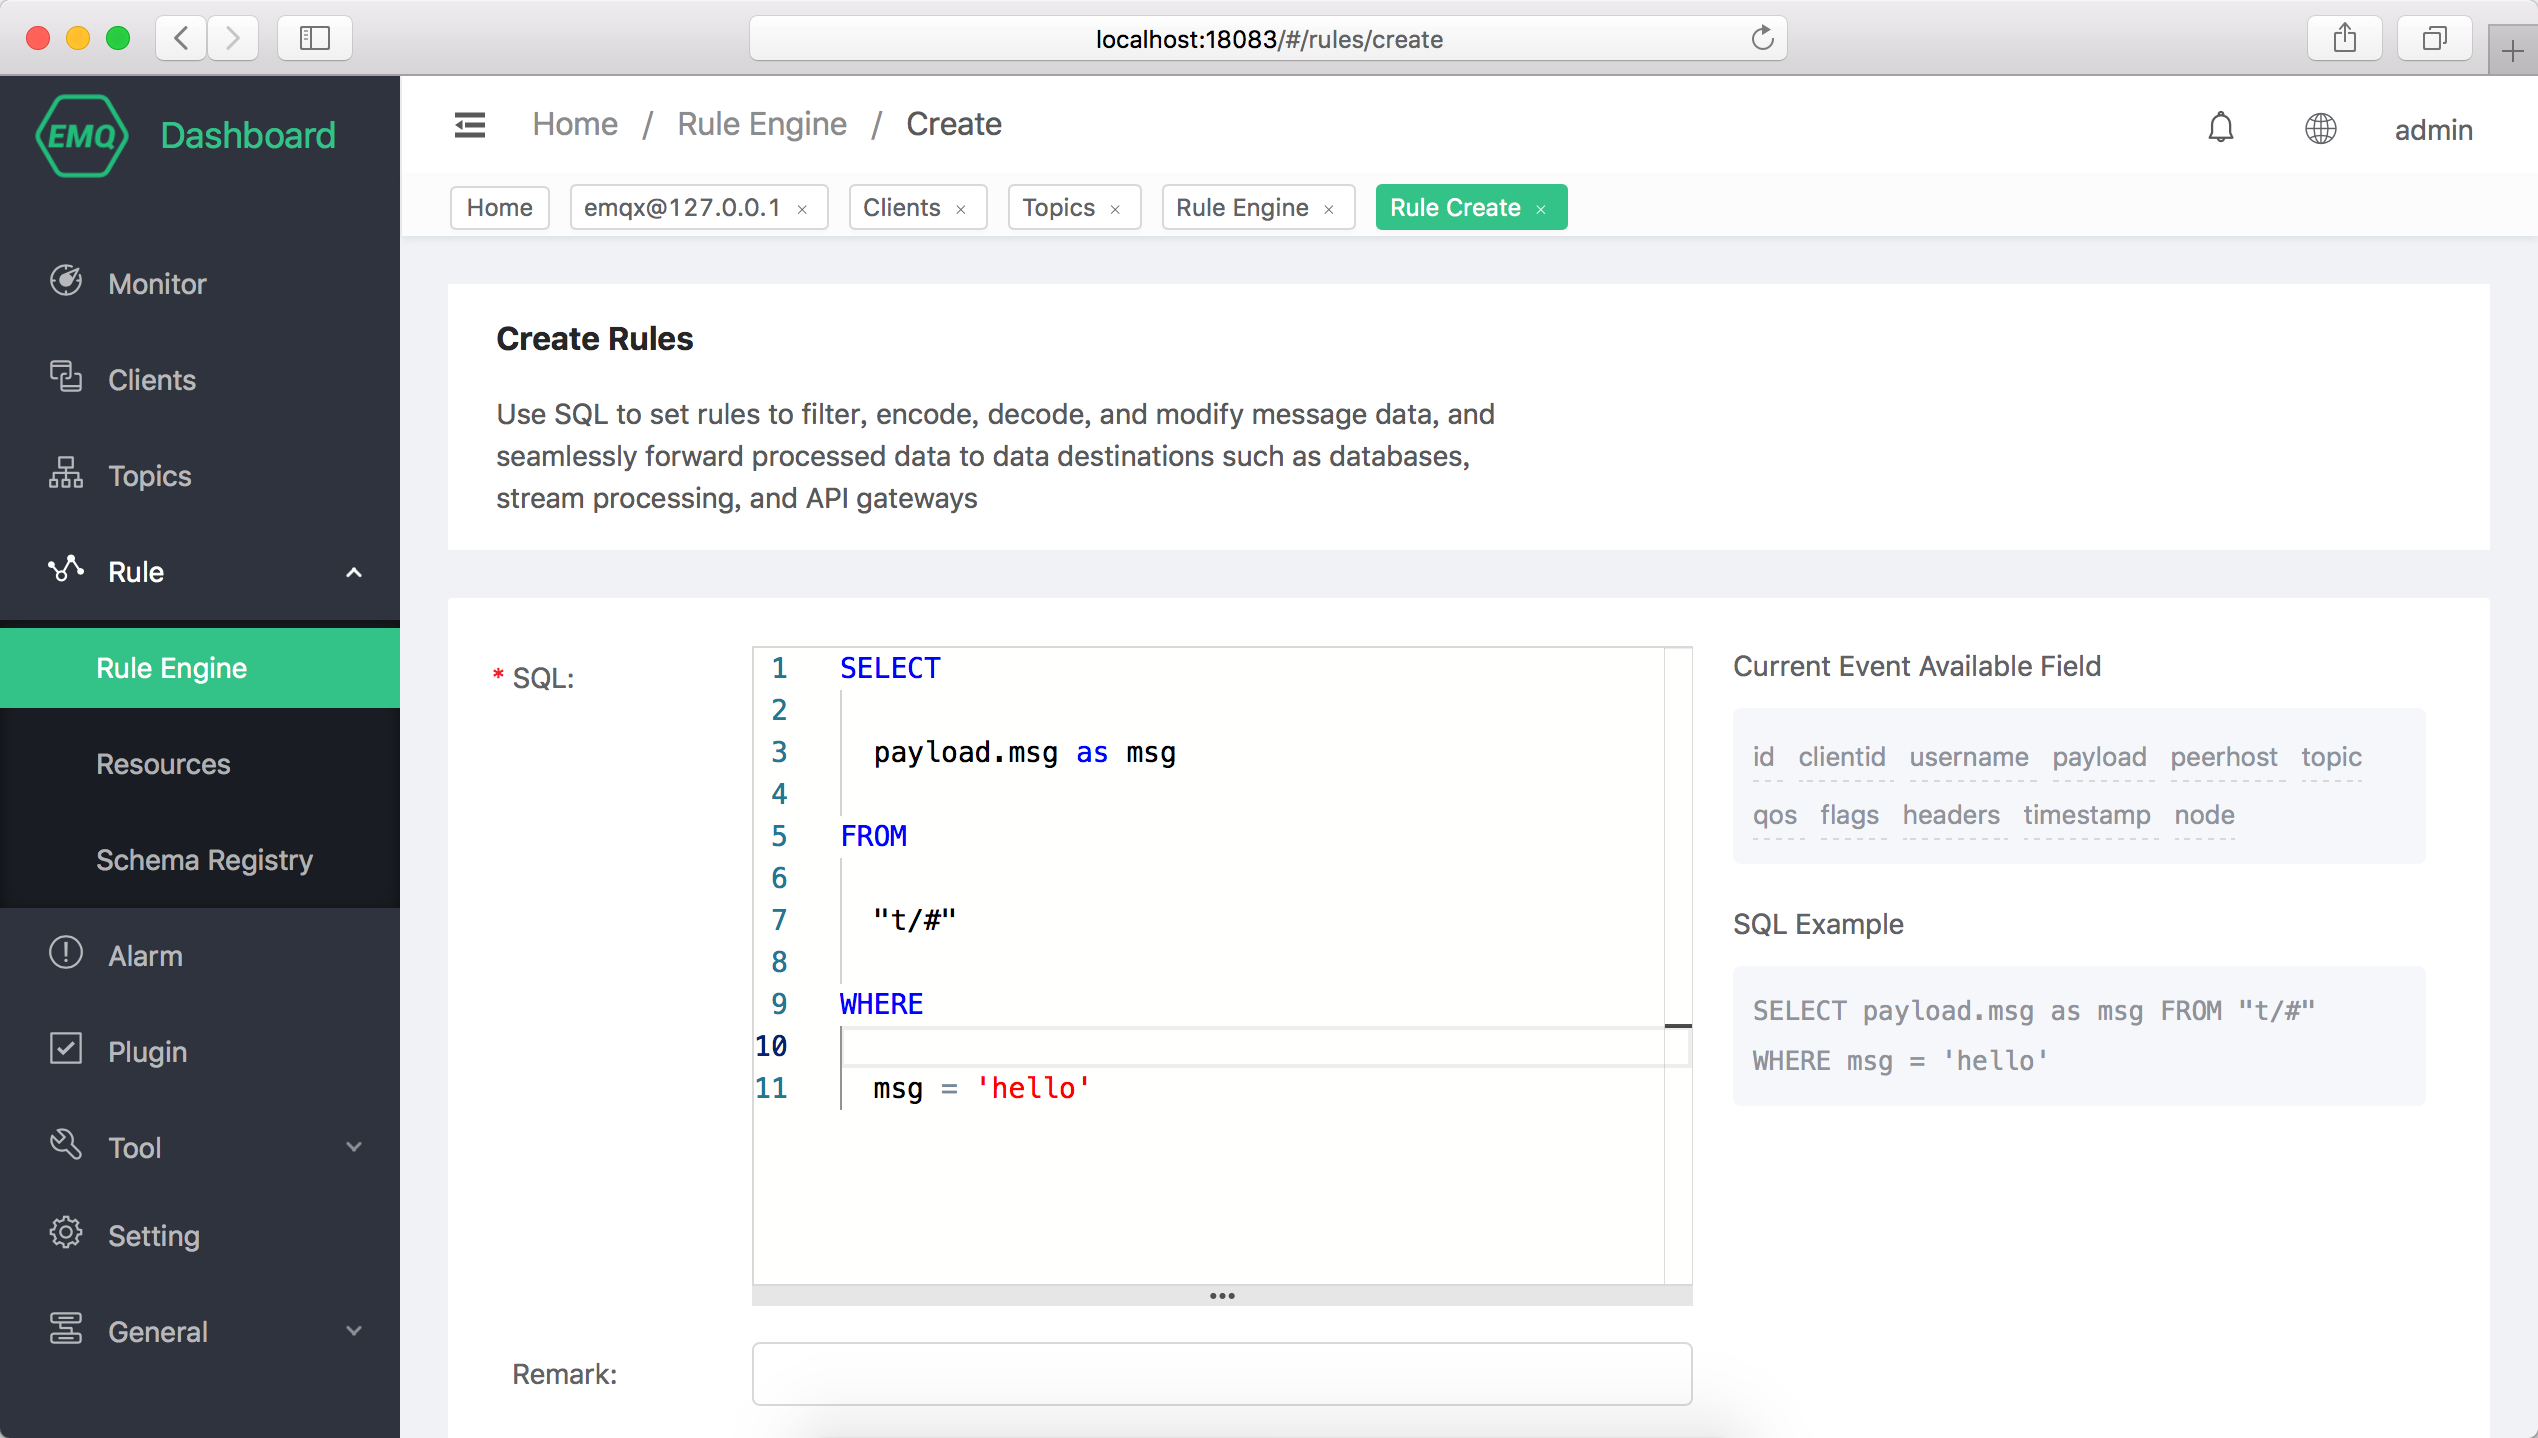 localhost:18083/#/rules/create
EMQ Dashboard
Home / Rule Engine / Create
admin
Home
emqx@127.0.0.1 ×
Clients ×
Topics ×
Rule Engine ×
Rule Create ×
Monitor
Clients
Topics
Rule
Rule Engine
Resources
Schema Registry
Alarm
Plugin
Tool
Setting
General
Create Rules
Use SQL to set rules to filter, encode, decode, and modify message data, and
seamlessly forward processed data to data destinations such as databases,
stream processing, and API gateways
* SQL:
1 SELECT
2
3 payload.msg as msg
4
5 FROM
6
7 "t/#"
8
9 WHERE
10
11 msg = 'hello'
Current Event Available Field
id clientid username payload peerhost topic
qos flags headers timestamp node
SQL Example
SELECT payload.msg as msg FROM "t/#"
WHERE msg = 'hello'
Remark: